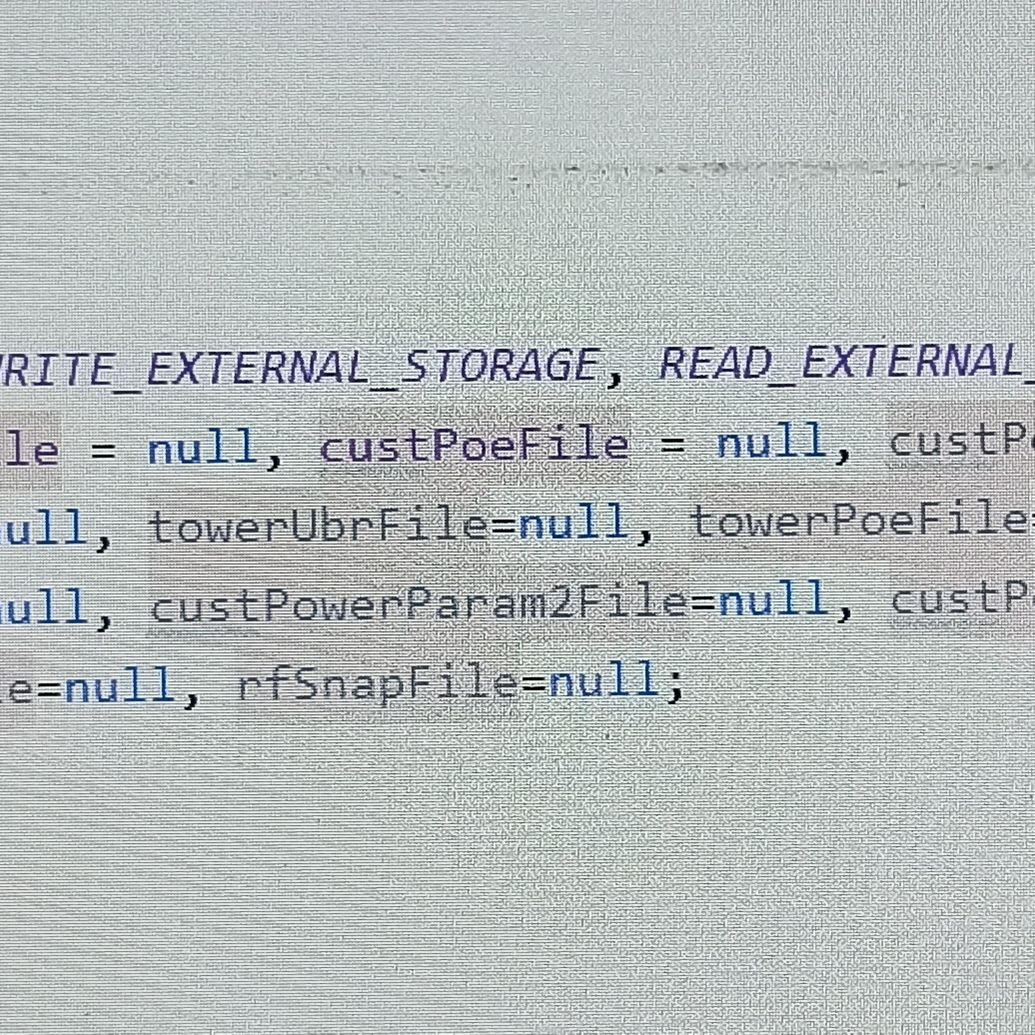 RITE_EXTERNAL_STORAGE, READ_EXTERNAL_
le = null, custPoeFile = null, custP
ull, towerUbrFile=null, towerPoeFile=
ull, custPowerParam2File=null, custP
e=null, rfSnapFile=null;